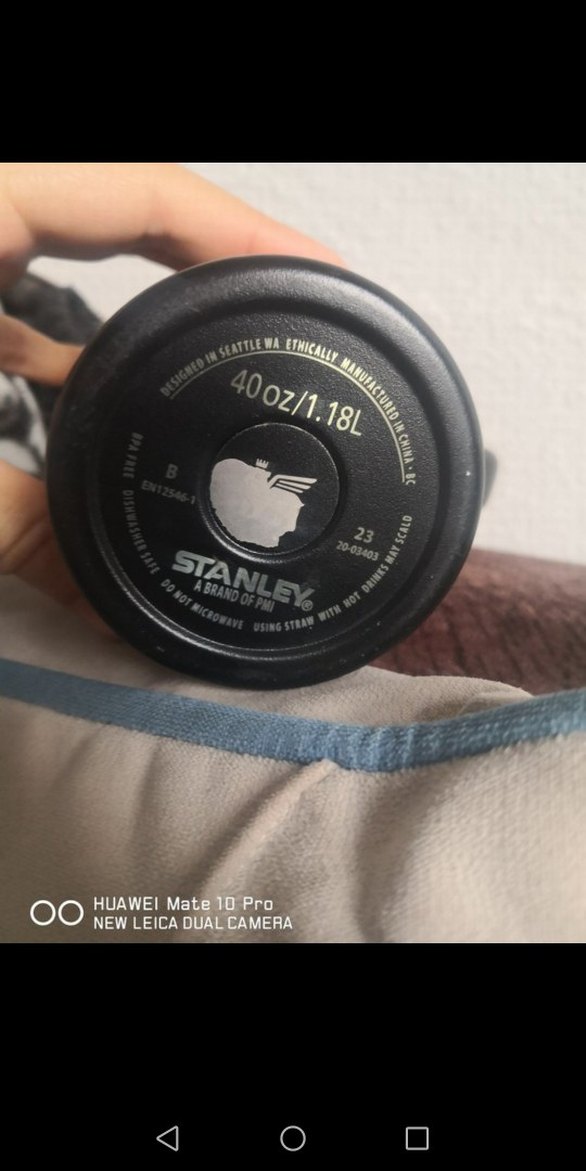 DESIGNED IN SEATTLE WA ETHICALLY MANUFACTURED IN CHINA · BC
40 oz/1.18L
B
EN12546-1
23
20-03403
STANLEY®
A BRAND OF PMI
BPA FREE DISHWASHER SAFE DO NOT MICROWAVE USING STRAW WITH HOT DRINKS MAY SCALD
HUAWEI Mate 10 Pro
NEW LEICA DUAL CAMERA